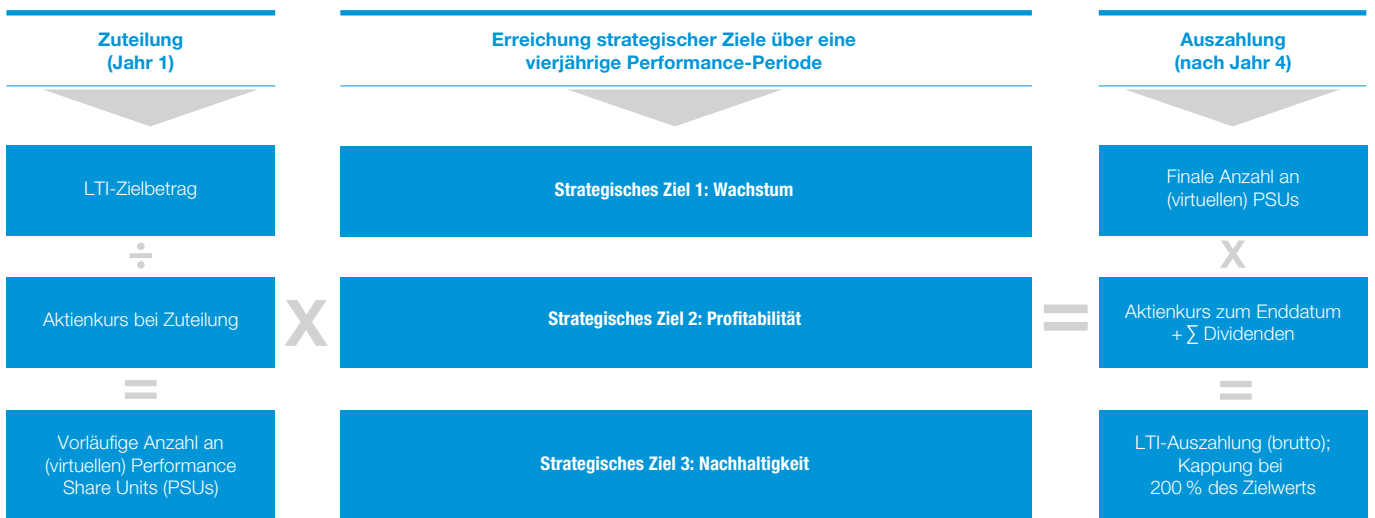 Zuteilung
(Jahr 1)
LTI-Zielbetrag
÷
Aktienkurs bei Zuteilung
=
Vorläufige Anzahl an
(virtuellen) Performance
Share Units (PSUs)
X
Erreichung strategischer Ziele über eine
vierjährige Performance-Periode
Strategisches Ziel 1: Wachstum
Strategisches Ziel 2: Profitabilität
Strategisches Ziel 3: Nachhaltigkeit
=
Auszahlung
(nach Jahr 4)
Finale Anzahl an
(virtuellen) PSUs
X
Aktienkurs zum Enddatum
+ ∑ Dividenden
=
LTI-Auszahlung (brutto);
Kappung bei
200 % des Zielwerts